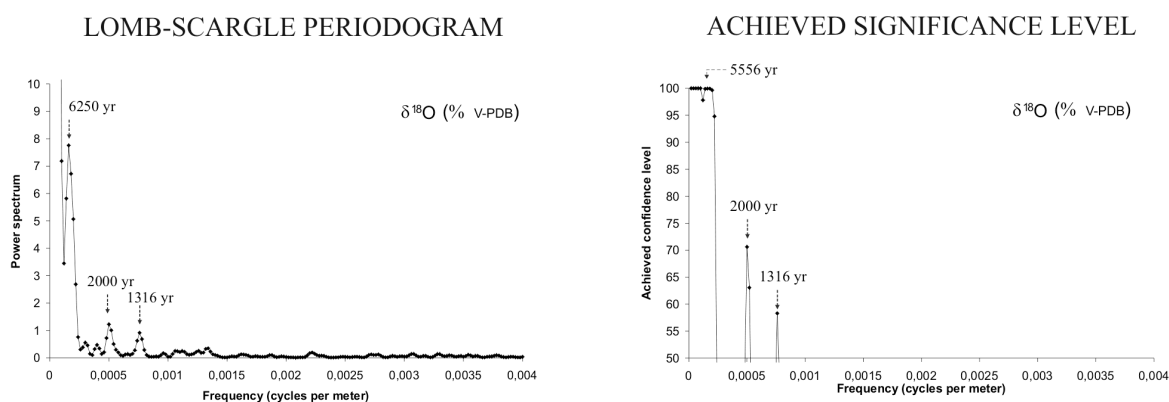 LOMB-SCARGLE PERIODOGRAM
10
9
8
7
6
5
4
3
2
1
0
Power spectrum
6250 yr
2000 yr
1316 yr
δ¹⁸O (% V-PDB)
0 0,0005 0,001 0,0015 0,002 0,0025 0,003 0,0035 0,004
Frequency (cycles per meter)
ACHIEVED SIGNIFICANCE LEVEL
100
95
90
85
80
75
70
65
60
55
50
Achieved confidence level
5556 yr
2000 yr
1316 yr
δ¹⁸O (% V-PDB)
0 0,0005 0,001 0,0015 0,002 0,0025 0,003 0,0035 0,004
Frequency (cycles per meter)